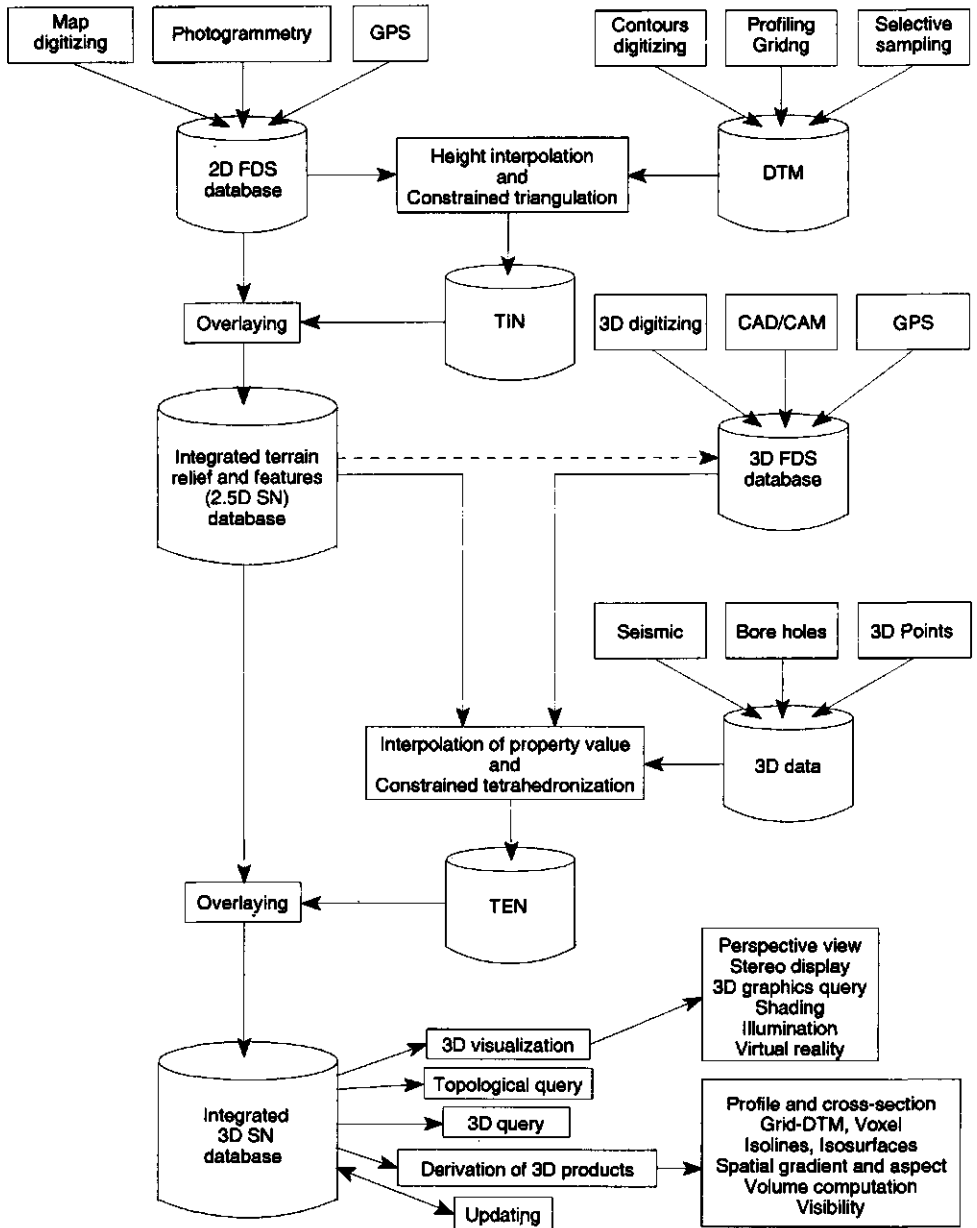 Map
digitizing
Photogrammetry
GPS
Contours
digitizing
Profiling
Gridng
Selective
sampling
2D FDS
database
Height interpolation
and
Constrained triangulation
DTM
Overlaying
TIN
3D digitizing
CAD/CAM
GPS
Integrated terrain
relief and features
(2.5D SN)
database
3D FDS
database
Seismic
Bore holes
3D Points
Interpolation of property value
and
Constrained tetrahedronization
3D data
Overlaying
TEN
Perspective view
Stereo display
3D graphics query
Shading
Illumination
Virtual reality
3D visualization
Topological query
Integrated
3D SN
database
3D query
Derivation of 3D products
Updating
Profile and cross-section
Grid-DTM, Voxel
Isolines, Isosurfaces
Spatial gradient and aspect
Volume computation
Visibility